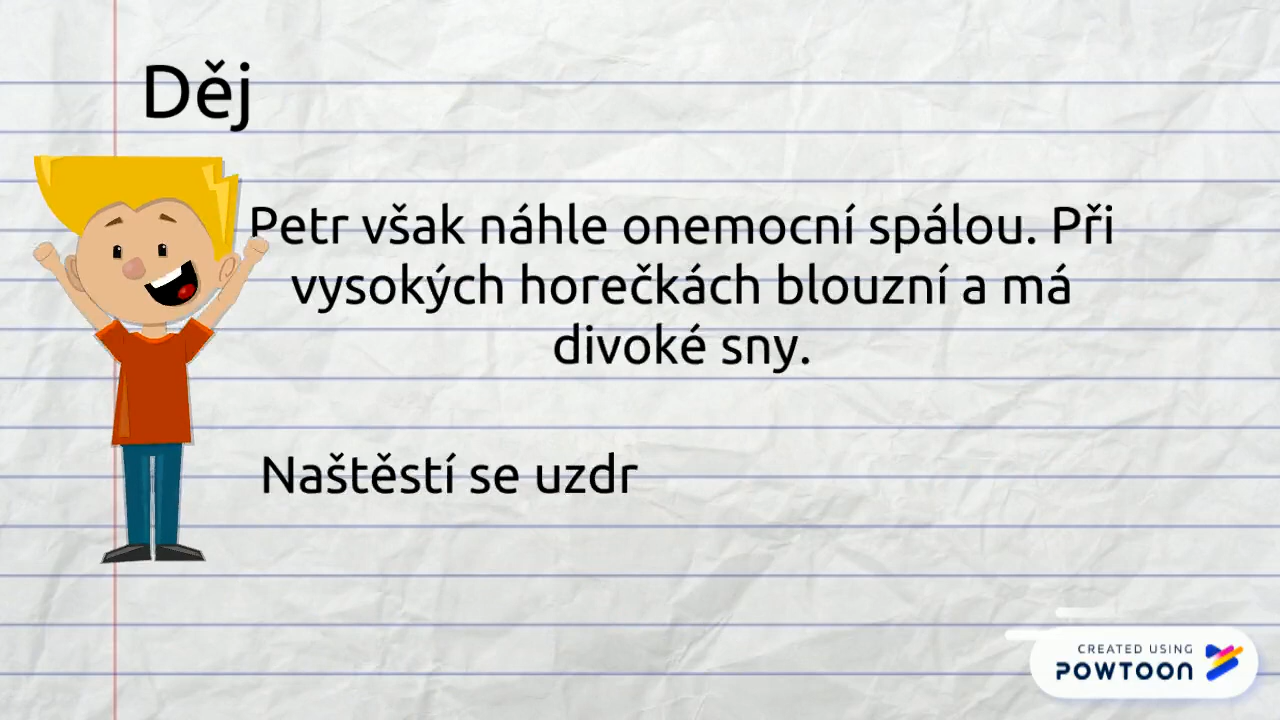 Děj
Petr však náhle onemocní spálou. Při
vysokých horečkách blouzní a má
divoké sny.
Naštěstí se uzdr
CREATED USING
POWTOON